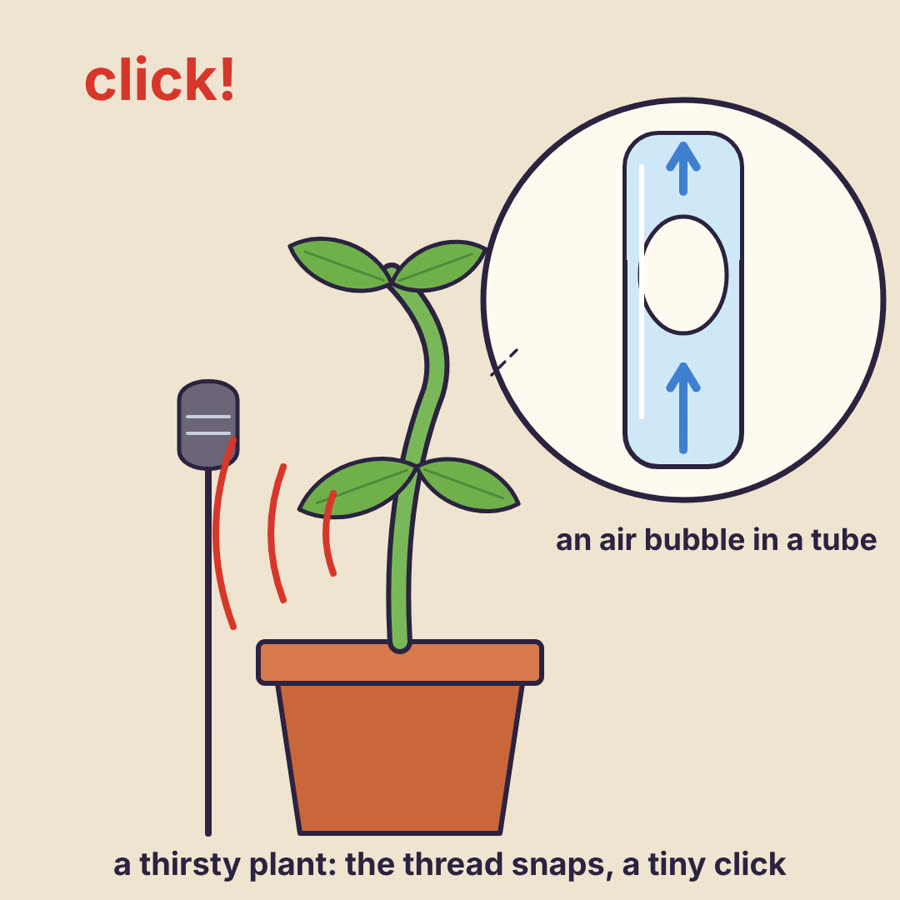 click!
an air bubble in a tube
a thirsty plant: the thread snaps, a tiny click